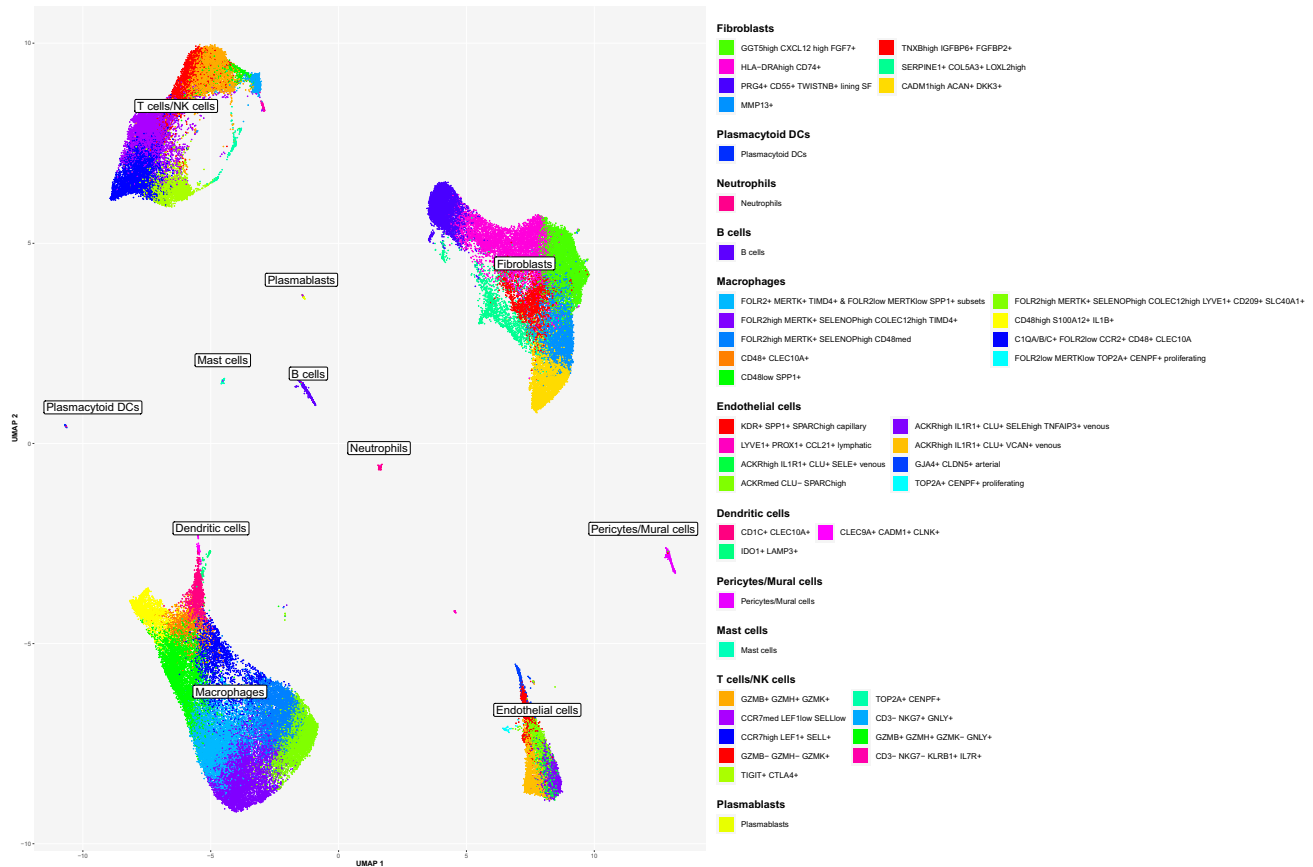 10
5
0
−5
−10
−10
−5
0
5
10
UMAP 1
UMAP 2
T cells/NK cells
Fibroblasts
Plasmablasts
Mast cells
B cells
Plasmacytoid DCs
Neutrophils
Dendritic cells
Pericytes/Mural cells
Macrophages
Endothelial cells
Fibroblasts
GGT5high CXCL12 high FGF7+
TNXBhigh IGFBP6+ FGFBP2+
HLA−DRAhigh CD74+
SERPINE1+ COL5A3+ LOXL2high
PRG4+ CD55+ TWISTNB+ lining SF
CADM1high ACAN+ DKK3+
MMP13+
Plasmacytoid DCs
Plasmacytoid DCs
Neutrophils
Neutrophils
B cells
B cells
Macrophages
FOLR2+ MERTK+ TIMD4+ & FOLR2low MERTKlow SPP1+ subsets
FOLR2high MERTK+ SELENOPhigh COLEC12high LYVE1+ CD209+ SLC40A1+
FOLR2high MERTK+ SELENOPhigh COLEC12high TIMD4+
CD48high S100A12+ IL1B+
FOLR2high MERTK+ SELENOPhigh CD48med
C1QA/B/C+ FOLR2low CCR2+ CD48+ CLEC10A
CD48+ CLEC10A+
FOLR2low MERTKlow TOP2A+ CENPF+ proliferating
CD48low SPP1+
Endothelial cells
KDR+ SPP1+ SPARChigh capillary
ACKRhigh IL1R1+ CLU+ SELEhigh TNFAIP3+ venous
LYVE1+ PROX1+ CCL21+ lymphatic
ACKRhigh IL1R1+ CLU+ VCAN+ venous
ACKRhigh IL1R1+ CLU+ SELE+ venous
GJA4+ CLDN5+ arterial
ACKRmed CLU− SPARChigh
TOP2A+ CENPF+ proliferating
Dendritic cells
CD1C+ CLEC10A+
CLEC9A+ CADM1+ CLNK+
IDO1+ LAMP3+
Pericytes/Mural cells
Pericytes/Mural cells
Mast cells
Mast cells
T cells/NK cells
GZMB+ GZMH+ GZMK+
TOP2A+ CENPF+
CCR7med LEF1low SELLlow
CD3− NKG7+ GNLY+
CCR7high LEF1+ SELL+
GZMB+ GZMH+ GZMK− GNLY+
GZMB− GZMH− GZMK+
CD3− NKG7− KLRB1+ IL7R+
TIGIT+ CTLA4+
Plasmablasts
Plasmablasts